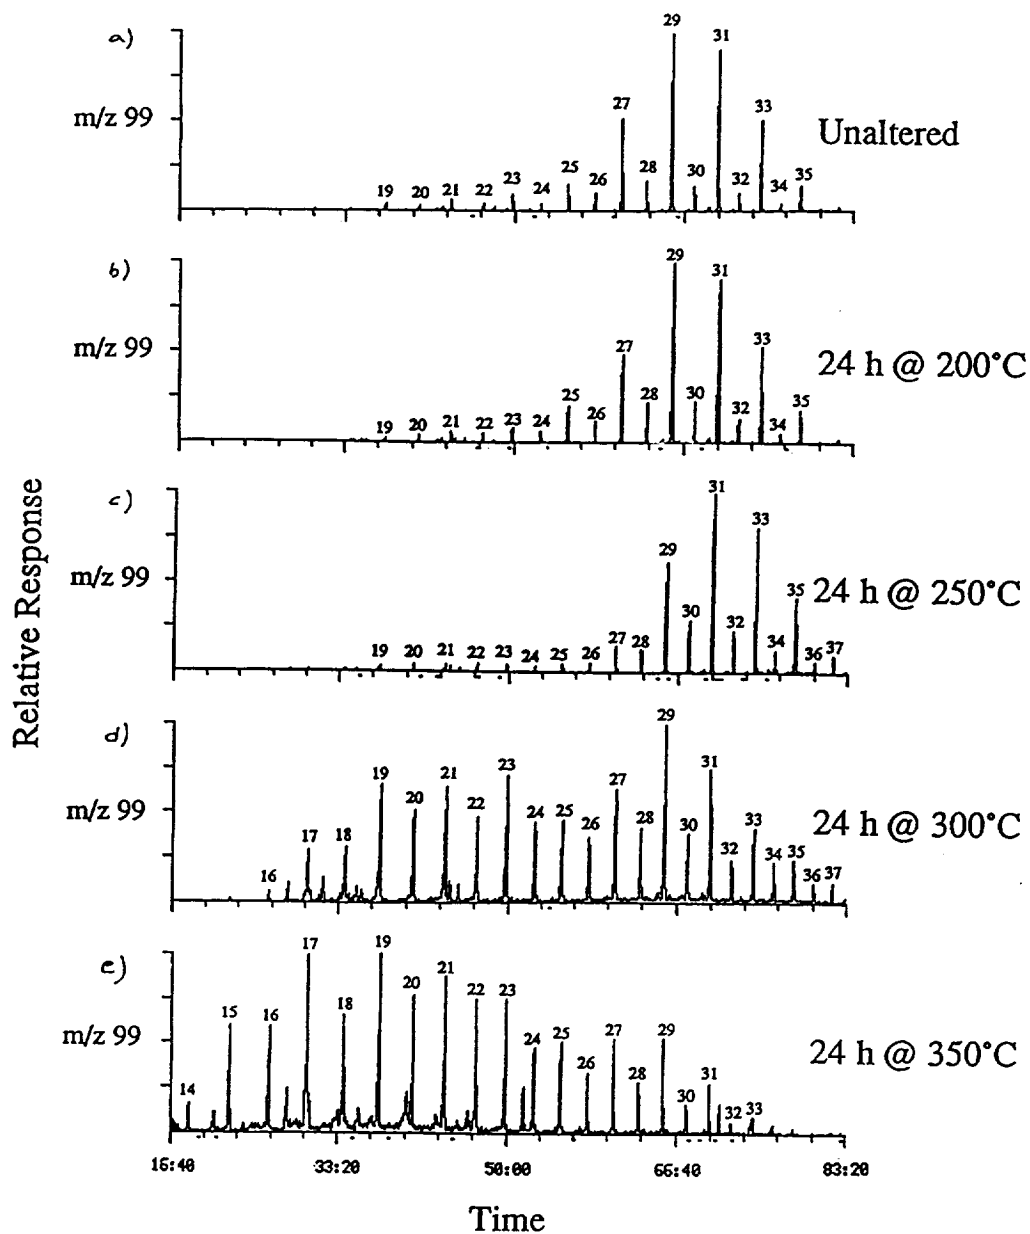 a)
29
31
27
33
Unaltered
m/z 99
19 20 21 22 23 24 25 26 28 30 32 34 35
b)
29
31
27
33
24 h @ 200°C
m/z 99
19 20 21 22 23 24 25 26 28 30 32 34 35
c)
31
33
29
35
24 h @ 250°C
m/z 99
19 20 21 22 23 24 25 26 27 28 30 32 34 36 37
Relative Response
d)
29
31
24 h @ 300°C
m/z 99
16 17 18 19 20 21 22 23 24 25 26 27 28 30 32 33 34 35 36 37
e)
24 h @ 350°C
m/z 99
14 15 16 17 18 19 20 21 22 23 24 25 26 27 28 29 30 31 32 33
16:40 33:20 50:00 66:40 83:20
Time